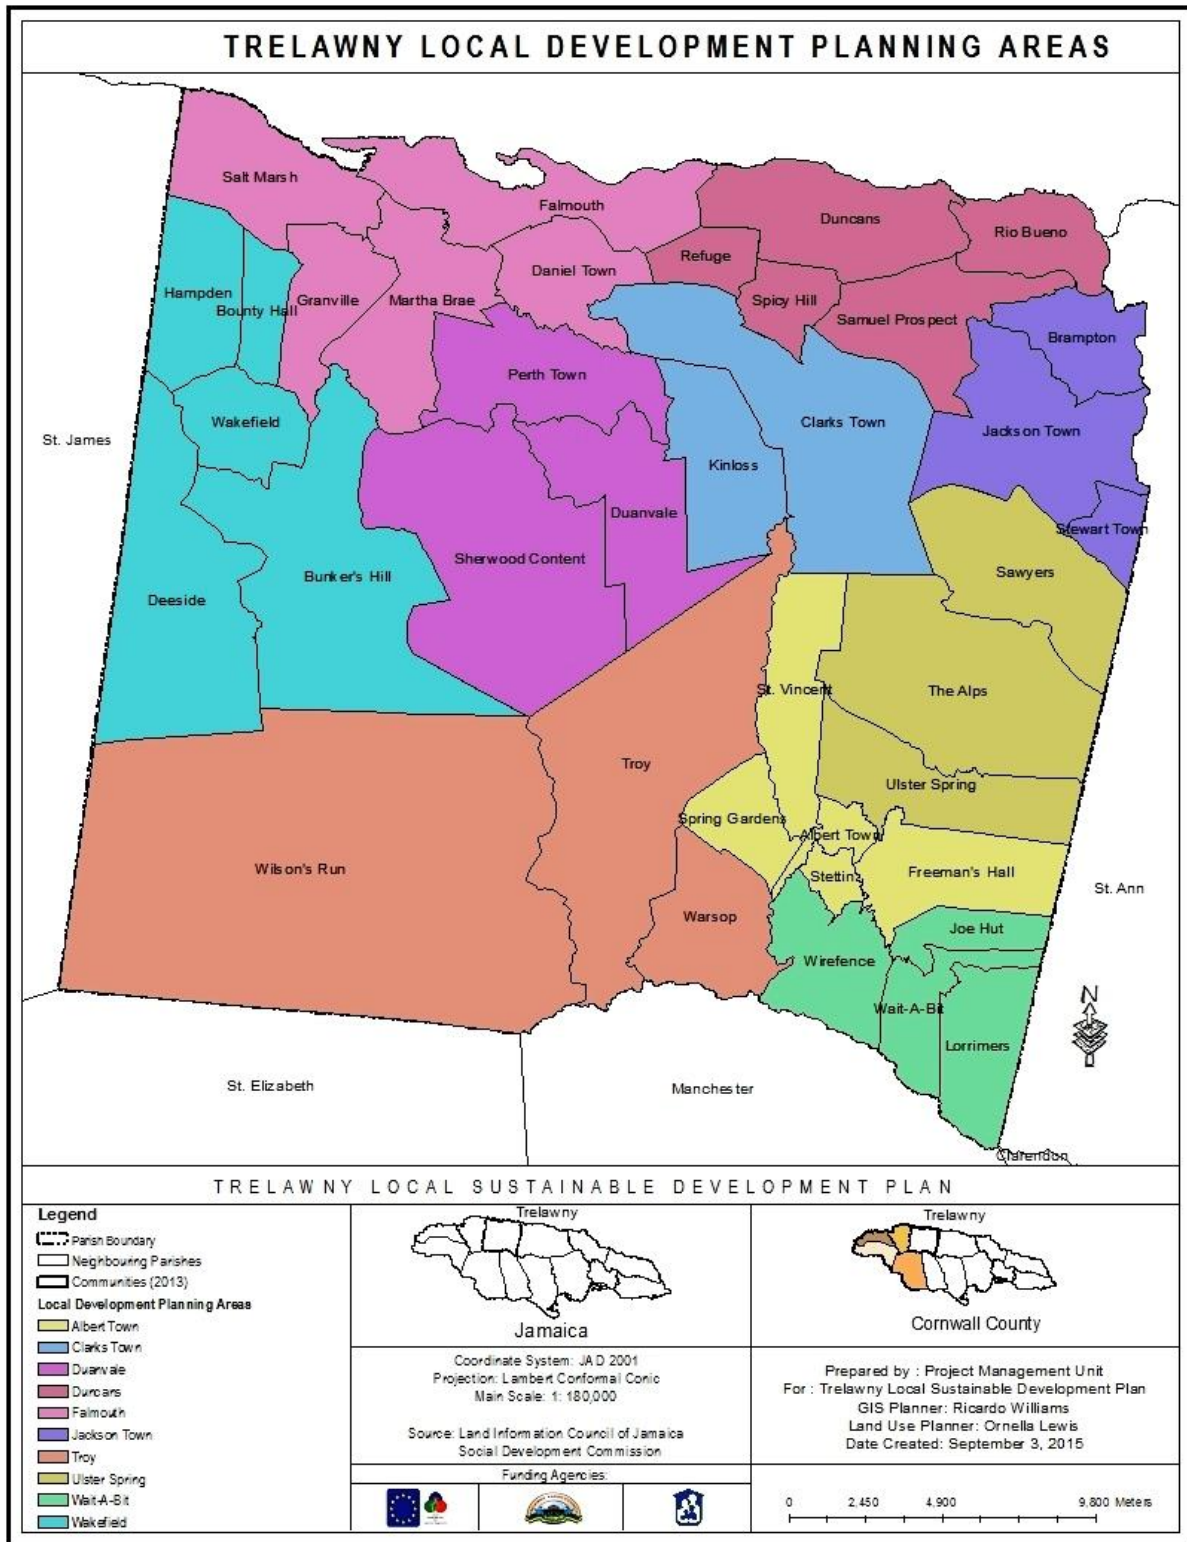 TRELAWNY LOCAL DEVELOPMENT PLANNING AREAS
Salt Marsh
Falmouth
Duncans
Rio Bueno
Refuge
Daniel Town
Hampden
Bounty Hall
Granville
Martha Brae
Spicy Hill
Samuel Prospect
Brampton
Perth Town
Wakefield
Clarks Town
Jackson Town
St. James
Kinloss
Duanvale
Stewart Town
Sherwood Content
Bunker's Hill
Sawyers
Deeside
St. Vincent
The Alps
Troy
Ulster Spring
Spring Gardens
Albert Town
Wilson's Run
Stettin
Freeman's Hall
St. Ann
Warsop
Joe Hut
Wirefence
N
Wait-A-Bit
Lorrimers
St. Elizabeth
Manchester
Clarendon
TRELAWNY LOCAL SUSTAINABLE DEVELOPMENT PLAN
Legend
Parish Boundary
Neighbouring Parishes
Communities (2013)
Local Development Planning Areas
Albert Town
Clarks Town
Duanvale
Duncans
Falmouth
Jackson Town
Troy
Ulster Spring
Wait-A-Bit
Wakefield
Trelawny
Jamaica
Coordinate System: JAD 2001
Projection: Lambert Conformal Conic
Main Scale: 1: 180,000
Source: Land Information Council of Jamaica
Social Development Commission
Funding Agencies:
Trelawny
Cornwall County
Prepared by : Project Management Unit
For : Trelawny Local Sustainable Development Plan
GIS Planner: Ricardo Williams
Land Use Planner: Ornella Lewis
Date Created: September 3, 2015
0 2,450 4,900 9,800 Meters